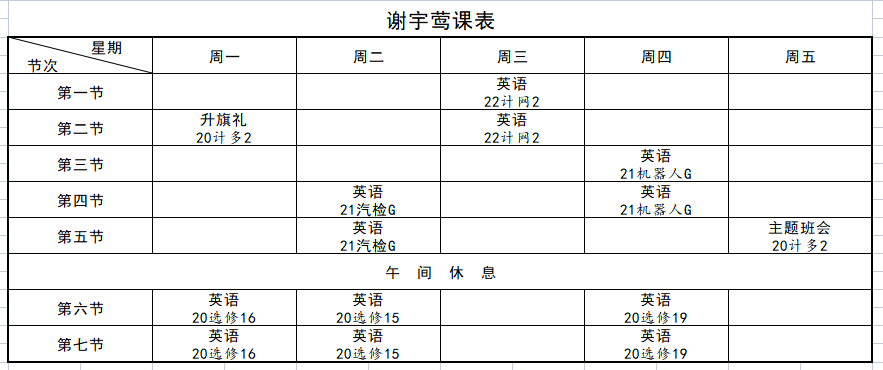 谢宇莺课表
星期
节次
周一
周二
周三
周四
周五
第一节
英语
22计网2
第二节
升旗礼
20计多2
英语
22计网2
第三节
英语
21机器人G
第四节
英语
21汽检G
英语
21机器人G
第五节
英语
21汽检G
主题班会
20计多2
午 间 休 息
第六节
英语
20选修16
英语
20选修15
英语
20选修19
第七节
英语
20选修16
英语
20选修15
英语
20选修19